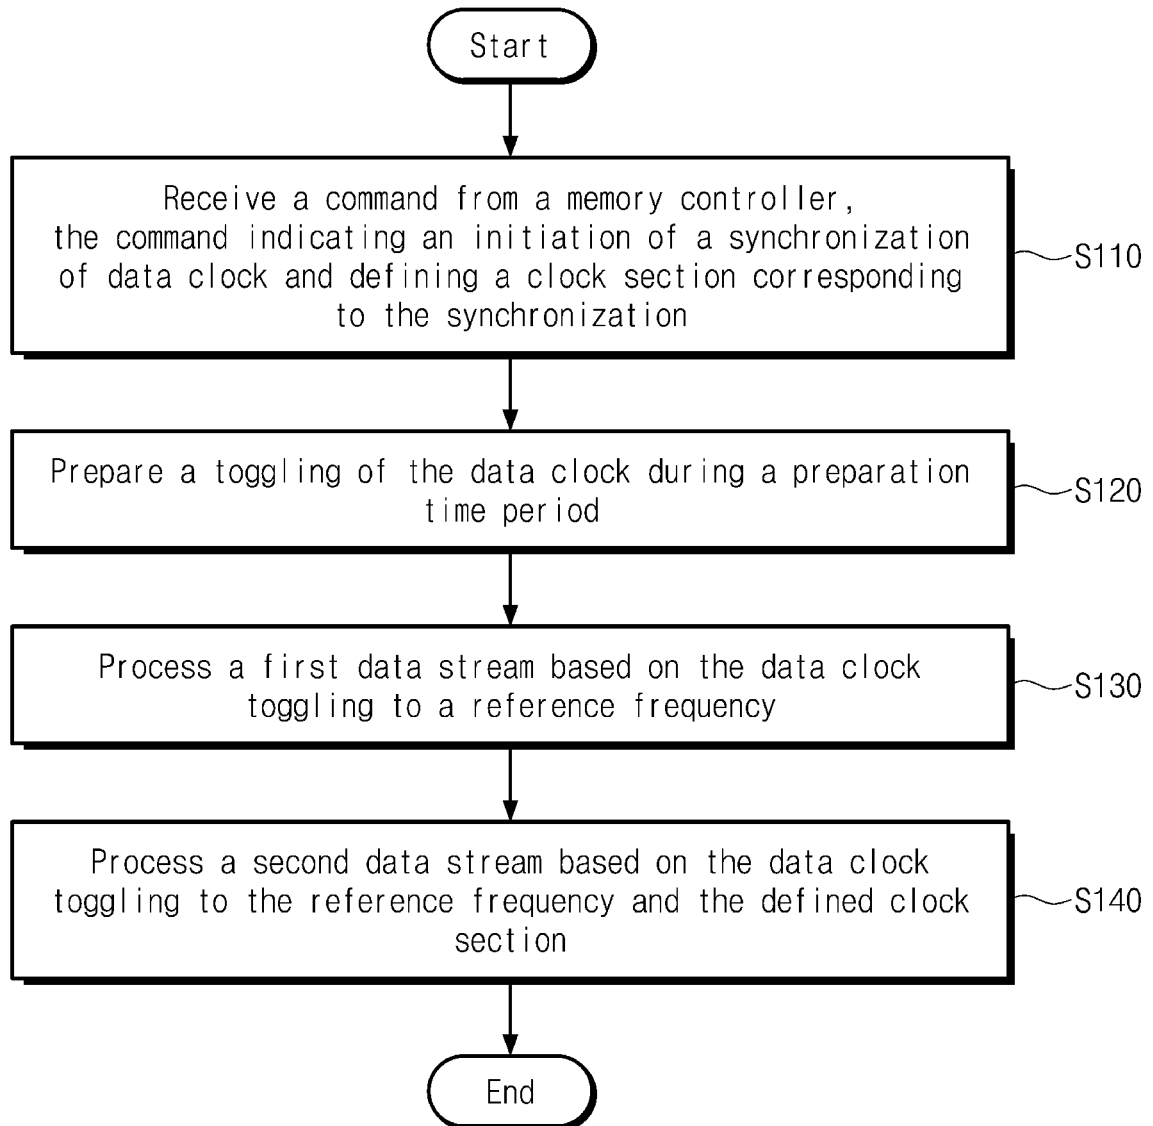 Start
Receive a command from a memory controller,
the command indicating an initiation of a synchronization
of data clock and defining a clock section corresponding
to the synchronization
S110
Prepare a toggling of the data clock during a preparation
time period
S120
Process a first data stream based on the data clock
toggling to a reference frequency
S130
Process a second data stream based on the data clock
toggling to the reference frequency and the defined clock
section
S140
End